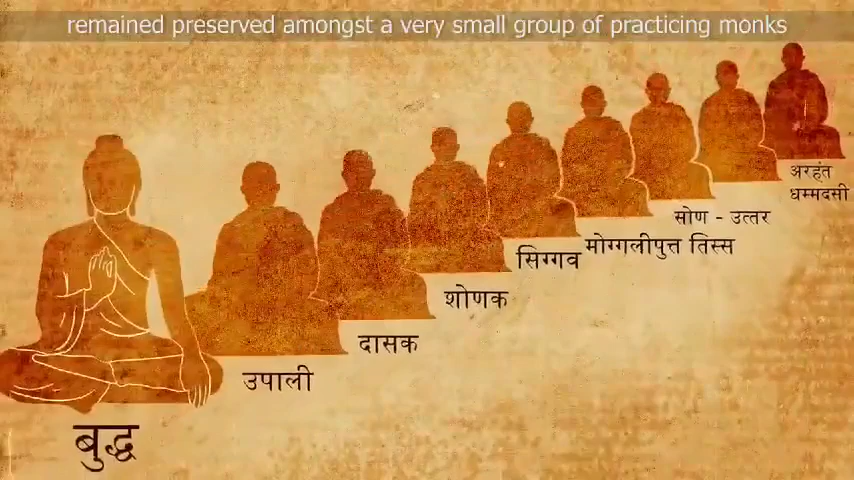 remained preserved amongst a very small group of practicing monks
अरहंत
धम्मदसी
सोण - उत्तर
मोग्गलीपुत्त तिस्स
सिग्गव
शोणक
दासक
उपाली
बुद्ध